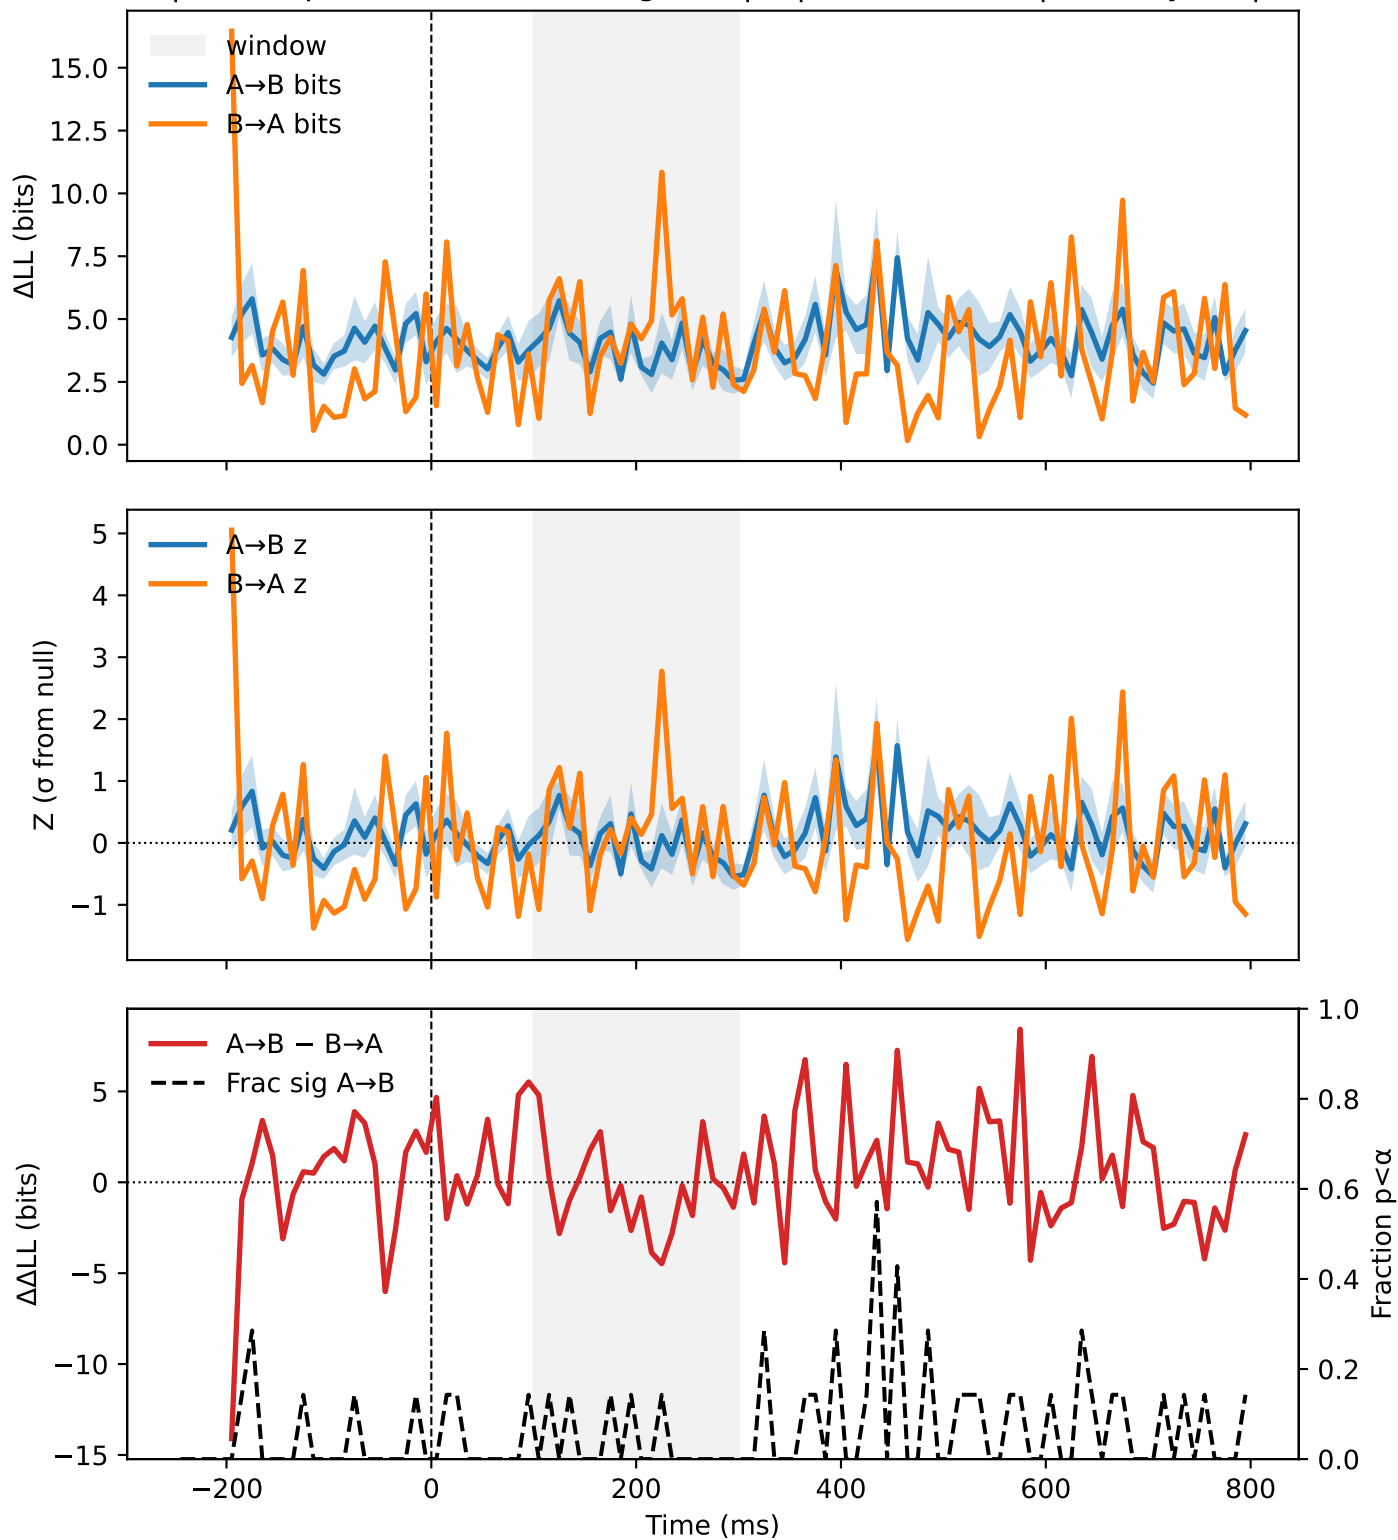 window
A→B bits
B→A bits
ΔLL (bits)
15.0
12.5
10.0
7.5
5.0
2.5
0.0
A→B z
B→A z
Z (σ from null)
5
4
3
2
1
0
−1
A→B − B→A
Frac sig A→B
ΔΔLL (bits)
5
0
−5
−10
−15
1.0
0.8
0.6
0.4
0.2
0.0
Fraction p<α
−200
0
200
400
600
800
Time (ms)